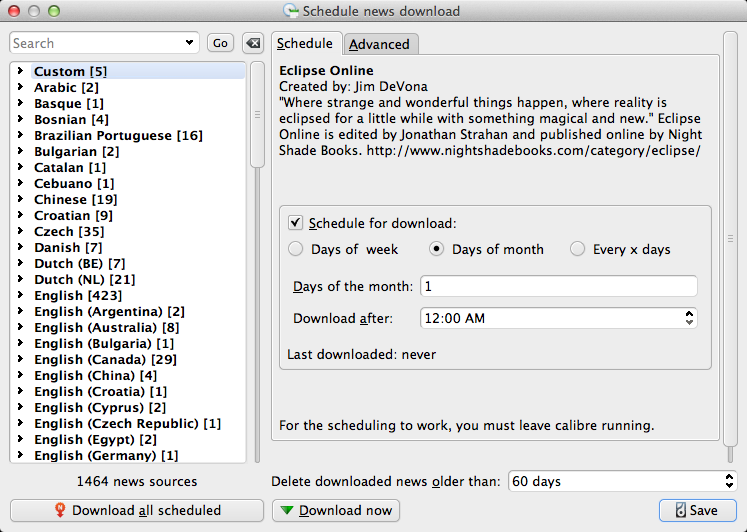 Schedule news download
Search
Go
Custom [5]
Arabic [2]
Basque [1]
Bosnian [4]
Brazilian Portuguese [16]
Bulgarian [2]
Catalan [1]
Cebuano [1]
Chinese [19]
Croatian [9]
Czech [35]
Danish [7]
Dutch (BE) [7]
Dutch (NL) [21]
English [423]
English (Argentina) [2]
English (Australia) [8]
English (Bulgaria) [1]
English (Canada) [29]
English (China) [4]
English (Croatia) [1]
English (Cyprus) [2]
English (Czech Republic) [1]
English (Egypt) [2]
English (Germany) [1]
1464 news sources
Download all scheduled
Schedule
Advanced
Eclipse Online
Created by: Jim DeVona
"Where strange and wonderful things happen, where reality is
eclipsed for a little while with something magical and new." Eclipse
Online is edited by Jonathan Strahan and published online by Night
Shade Books. http://www.nightshadebooks.com/category/eclipse/
Schedule for download:
Days of week
Days of month
Every x days
Days of the month: 1
Download after: 12:00 AM
Last downloaded: never
For the scheduling to work, you must leave calibre running.
Delete downloaded news older than: 60 days
Download now
Save